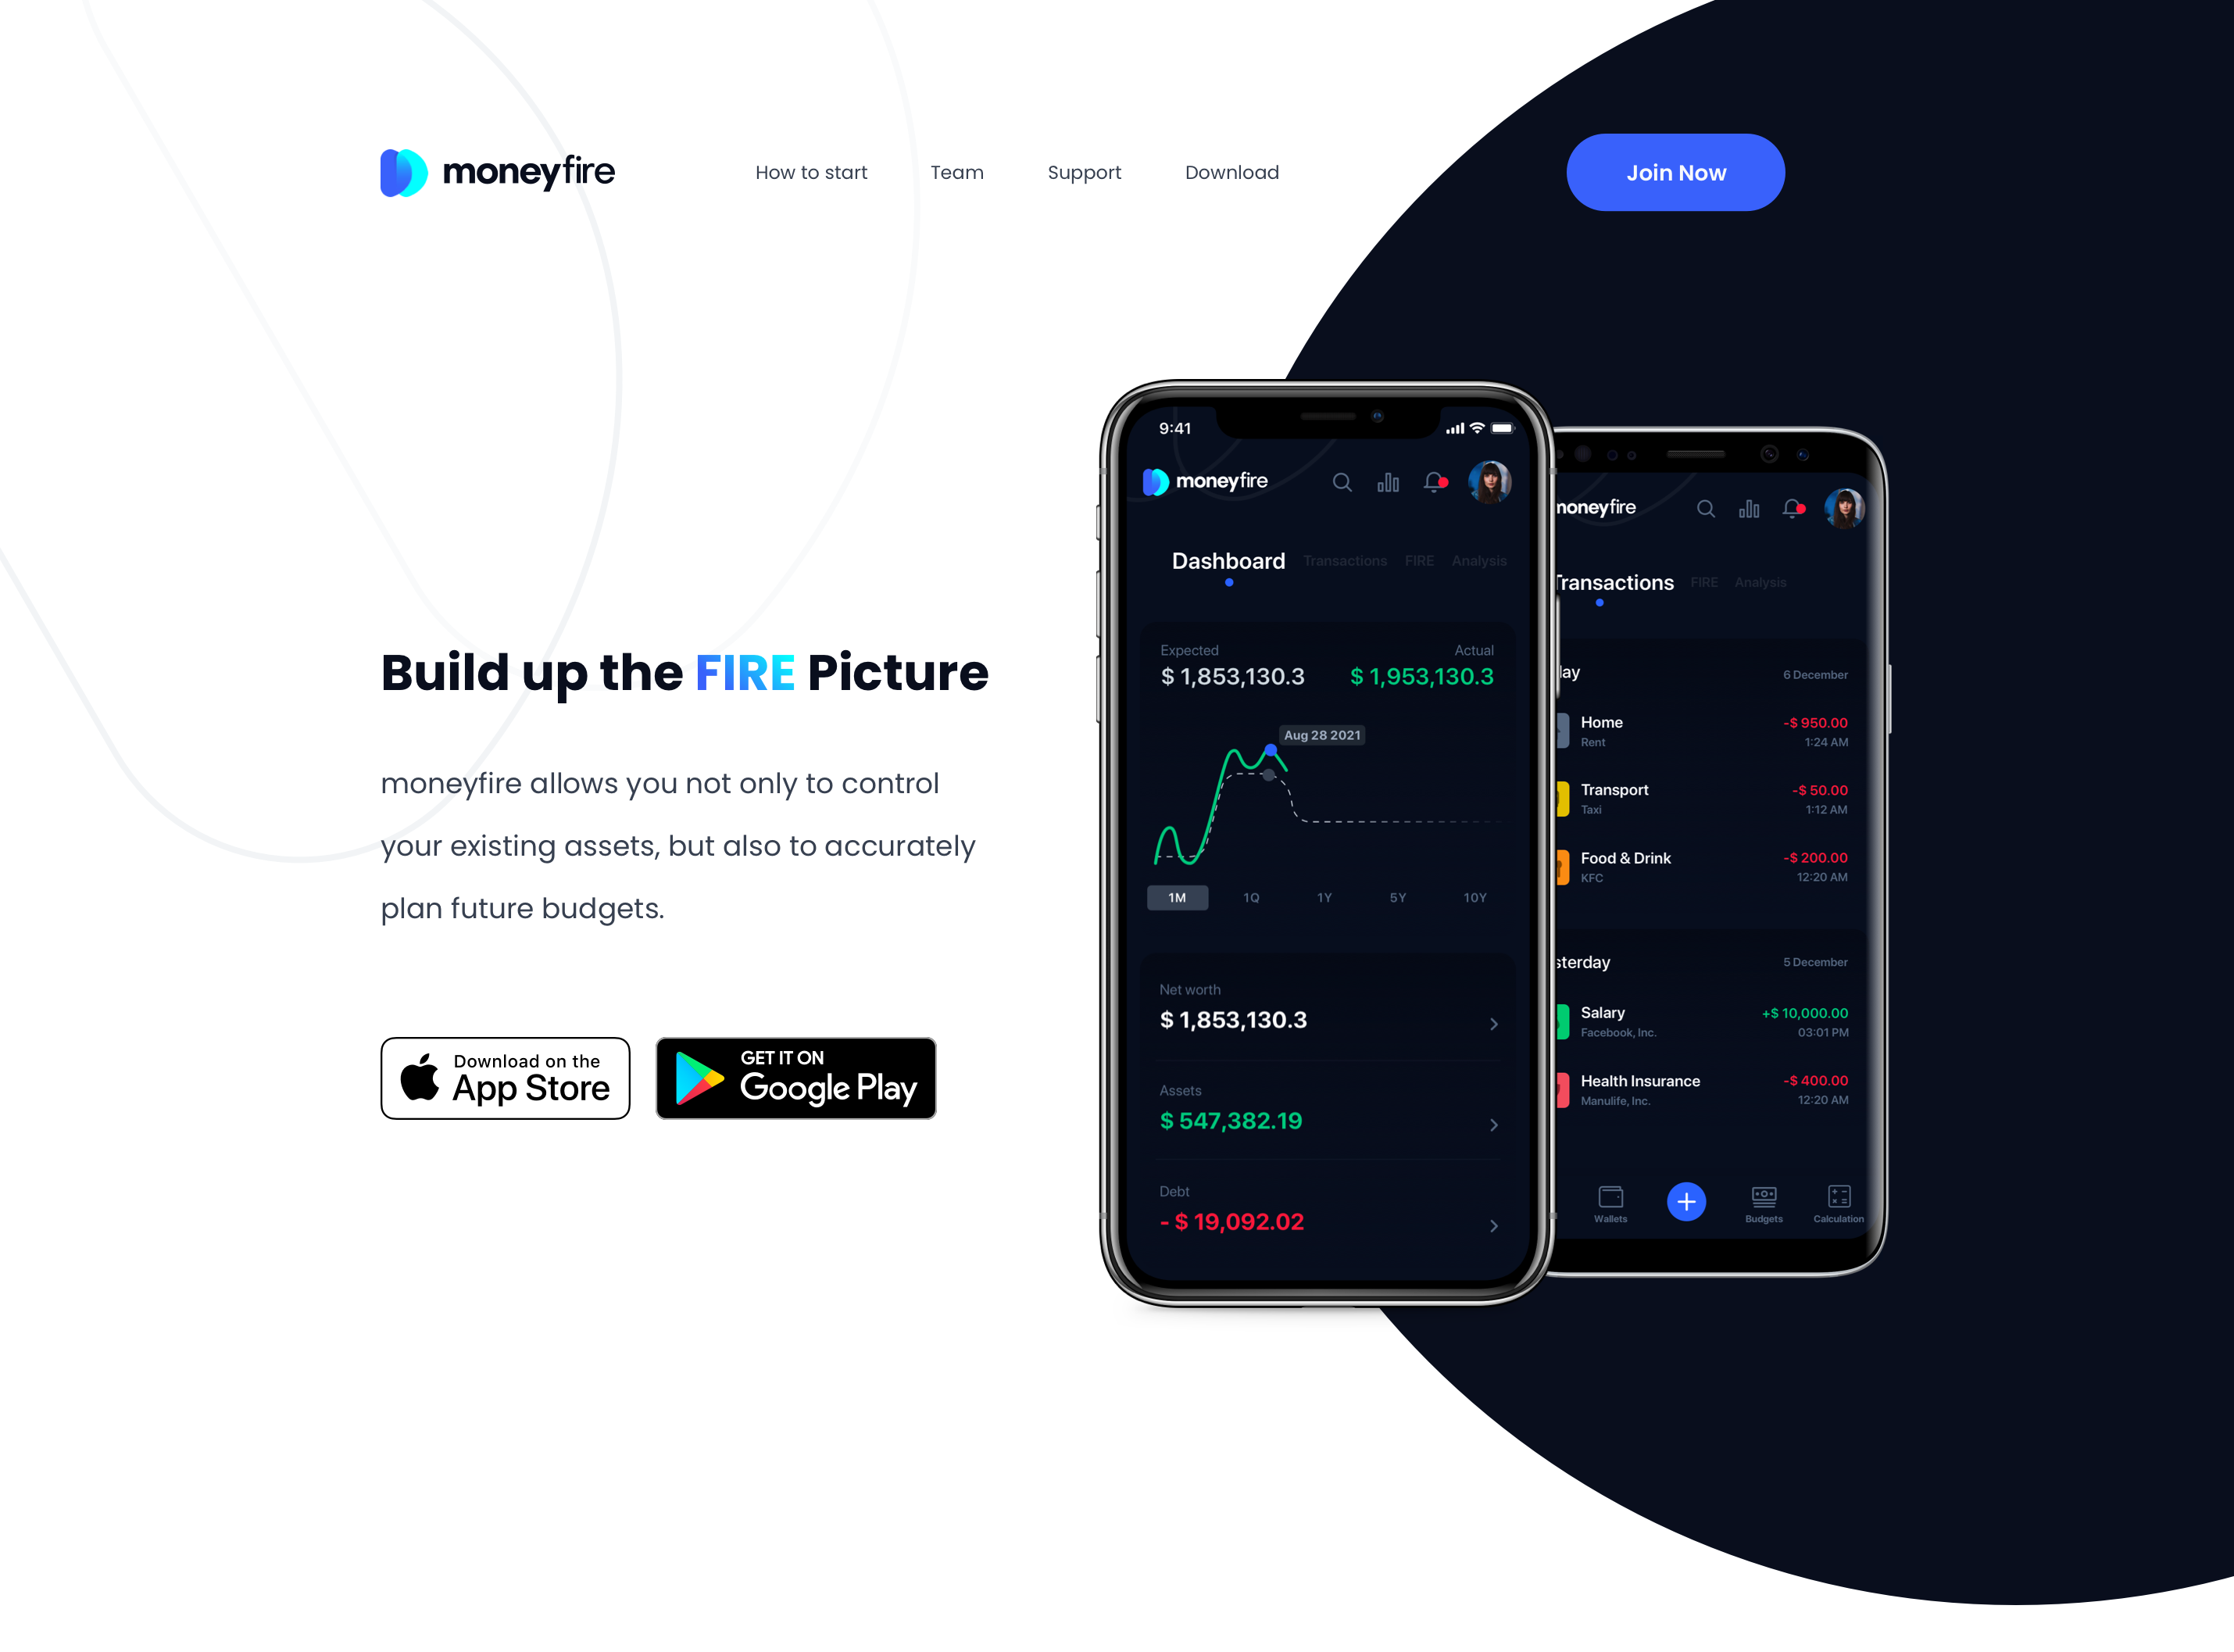 moneyfire
How to start
Team
Support
Download
Join Now
Build up the FIRE Picture
moneyfire allows you not only to control
your existing assets, but also to accurately
plan future budgets.
Download on the
App Store
GET IT ON
Google Play
9:41
moneyfire
Dashboard Transactions FIRE Analysis
Expected Actual
$ 1,853,130.3 $ 1,953,130.3
Aug 28 2021
1M 1Q 1Y 5Y 10Y
Net worth
$ 1,853,130.3
Assets
$ 547,382.19
Debt
- $ 19,092.02
moneyfire
Transactions FIRE Analysis
lay 6 December
Home -$ 950.00
Rent 1:24 AM
Transport -$ 50.00
Taxi 1:12 AM
Food & Drink -$ 200.00
KFC 12:20 AM
sterday 5 December
Salary +$ 10,000.00
Facebook, Inc. 03:01 PM
Health Insurance -$ 400.00
Manulife, Inc. 12:20 AM
Wallets Budgets Calculation